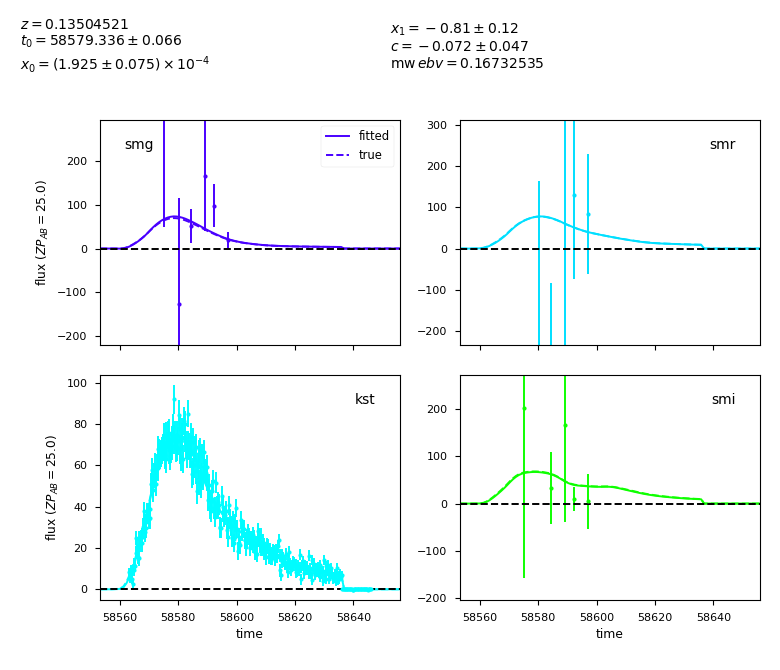 z = 0.13504521
t₀ = 58579.336 ± 0.066
x₀ = (1.925 ± 0.075) × 10⁻⁴
x₁ = −0.81 ± 0.12
c = −0.072 ± 0.047
mw ebv = 0.16732535
smg
fitted
true
200
100
0
−100
−200
flux (ZP_AB = 25.0)
smr
300
200
100
0
−100
−200
kst
100
80
60
40
20
0
flux (ZP_AB = 25.0)
58560 58580 58600 58620 58640
time
smi
200
100
0
−100
−200
58560 58580 58600 58620 58640
time